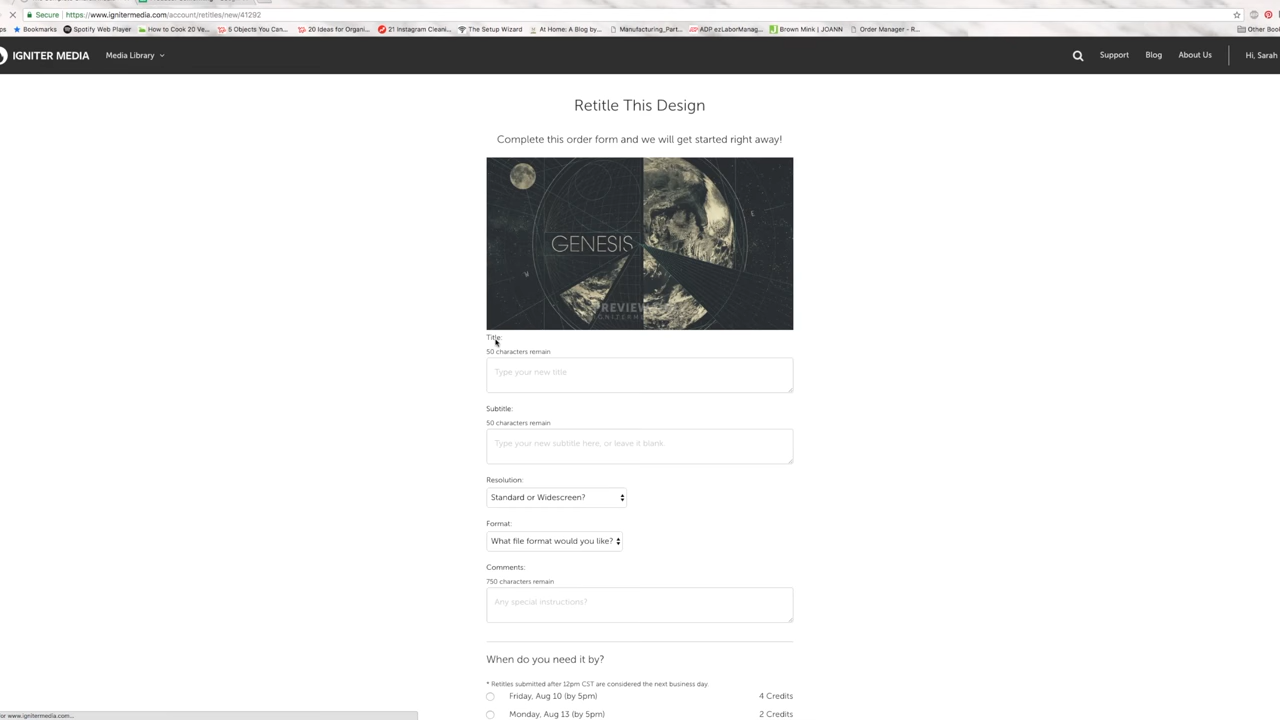 Secure https://www.ignitermedia.com/account/retitles/new/41292
Bookmarks Spotify Web Player How to Cook 20 Ve... 6 Objects You Can... 20 Ideas for Organi... 21 Instagram Cleani... The Setup Wizard At Home: A Blog by... Manufacturing_Part... ADP ezLaborManag... Brown Mink | JOANN Order Manager - R... Other Boo
IGNITER MEDIA Media Library Support Blog About Us Hi, Sarah
Retitle This Design
Complete this order form and we will get started right away!
E
GENESIS
PREVIEW
Title:
50 characters remain
Type your new title
Subtitle:
50 characters remain
Type your new subtitle here, or leave it blank
Resolution:
Standard or Widescreen?
Format:
What file format would you like?
Comments:
750 characters remain
Any special instructions?
When do you need it by?
* Retitles submitted after 12pm CST are considered the next business day.
Friday, Aug 10 (by 5pm) 4 Credits
Monday, Aug 13 (by 5pm) 2 Credits
or www.ignitermedia.com...